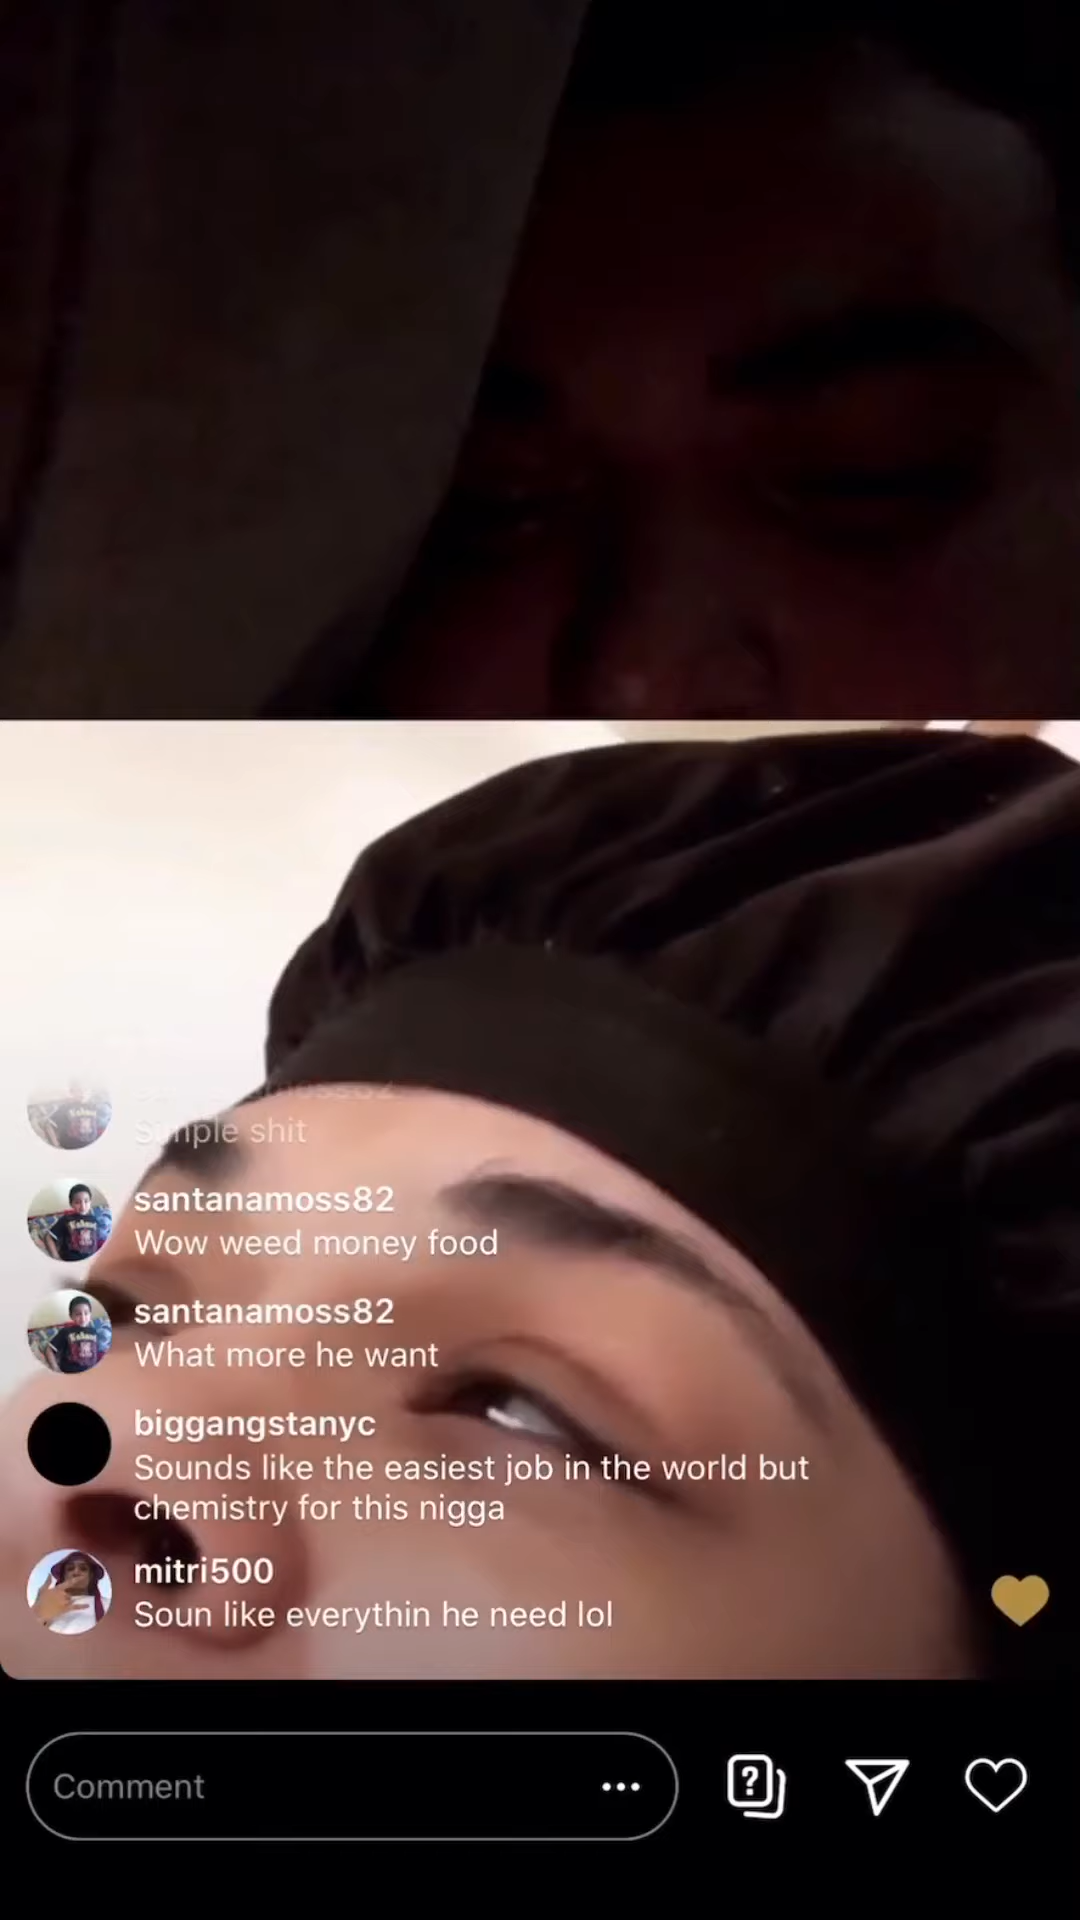 Simple shit
santanamoss82
Wow weed money food
santanamoss82
What more he want
biggangstanyc
Sounds like the easiest job in the world but
chemistry for this nigga
mitri500
Soun like everythin he need lol
Comment